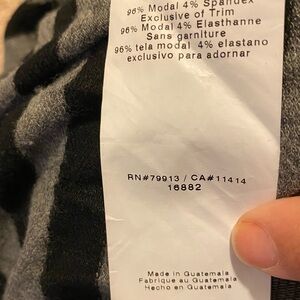 96% Modal 4% Spandex
Exclusive of Trim
96% Modal 4% Elasthanne
Sans garniture
96% tela modal 4% elastano
exclusivo para adornar
RN#79913 / CA#11414
16882
Made in Guatemala
Fabrique au Guatemala
Hecho en Guatemala